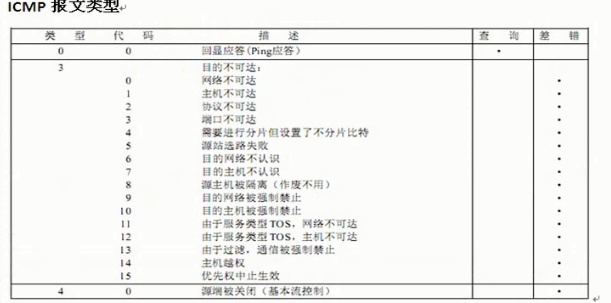 ICMP 报文类型
类 型 代 码 描 述 查 询 差 错
0 0 回显应答(Ping应答) •
3 目的不可达:
0 网络不可达 •
1 主机不可达 •
2 协议不可达 •
3 端口不可达 •
4 需要进行分片但设置了不分片比特 •
5 源站选路失败 •
6 目的网络不认识 •
7 目的主机不认识 •
8 源主机被隔离（作废不用） •
9 目的网络被强制禁止 •
10 目的主机被强制禁止 •
11 由于服务类型TOS，网络不可达 •
12 由于服务类型TOS，主机不可达 •
13 由于过滤，通信被强制禁止 •
14 主机越权 •
15 优先权中止生效 •
4 0 源端被关闭（基本流控制） •